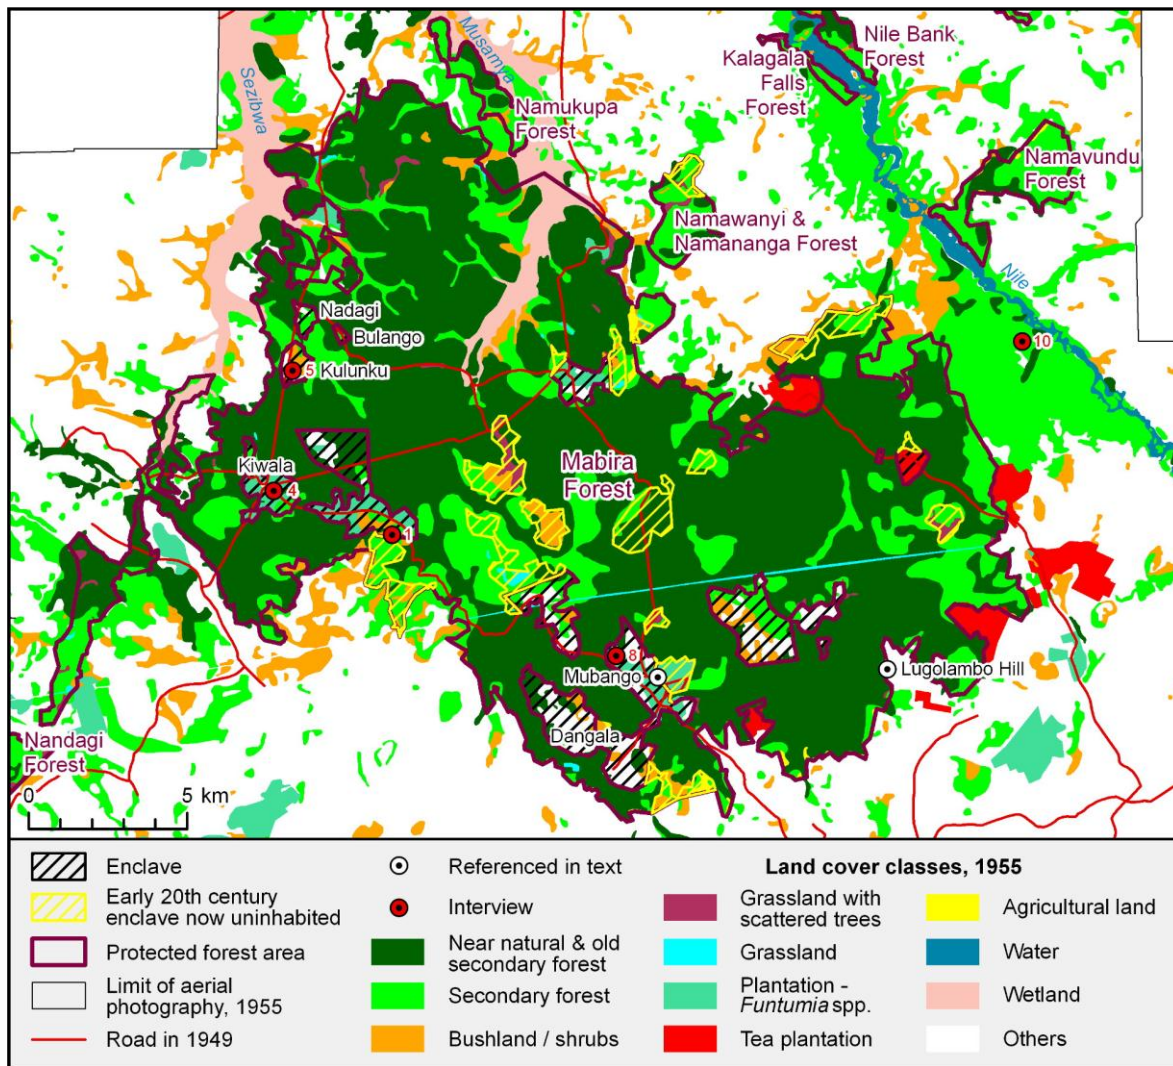 Sezibwa
Musamya
Namukupa
Forest
Nile Bank
Forest
Kalagala
Falls
Forest
Namavundu
Forest
Namawanyi &
Namananga Forest
Nile
Nadagi
Bulango
5 Kulunku
10
Kiwala
4
1
Mabira
Forest
8
Mubango
Lugolambo Hill
Dangala
Nandagi
Forest
0 5 km
Enclave
Early 20th century
enclave now uninhabited
Protected forest area
Limit of aerial
photography, 1955
Road in 1949
Referenced in text
Interview
Near natural & old
secondary forest
Secondary forest
Bushland / shrubs
Land cover classes, 1955
Grassland with
scattered trees
Grassland
Plantation -
Funtumia spp.
Tea plantation
Agricultural land
Water
Wetland
Others